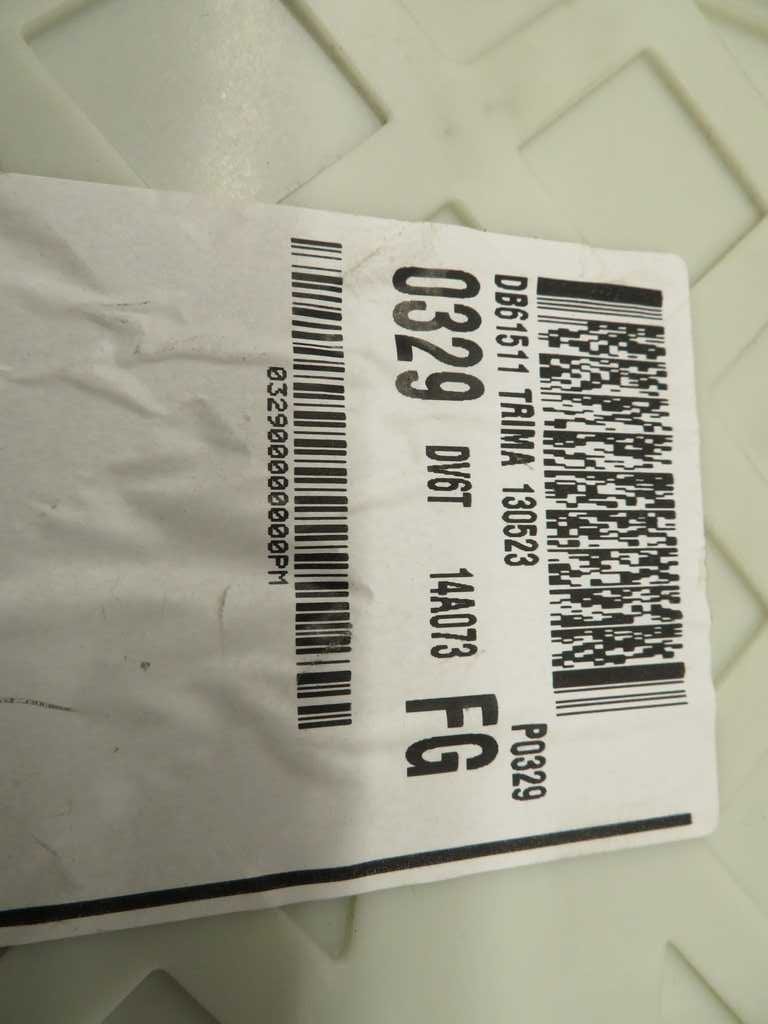 DB61511 TRIMA 130523
P0329
0329 DV6T 14A073 FG
0329000000000PM